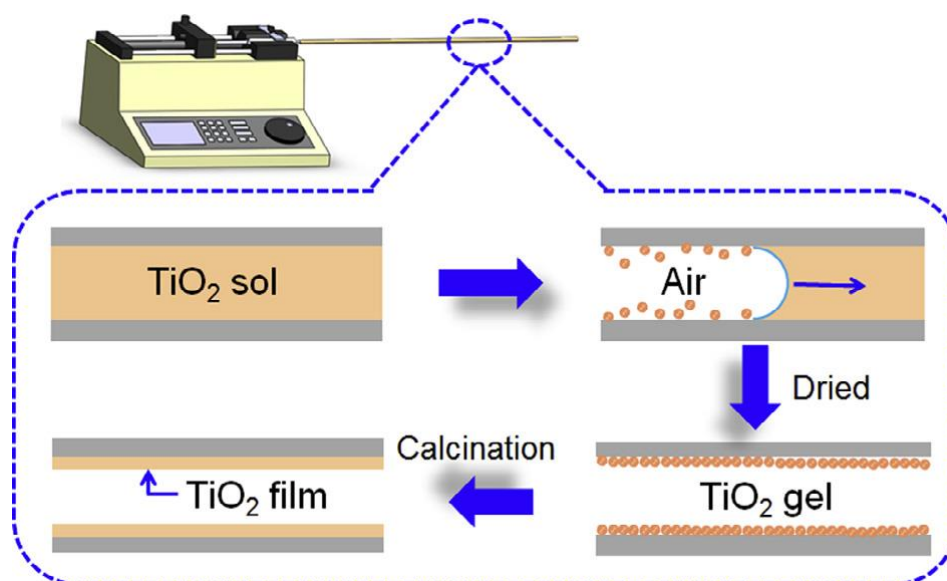 TiO₂ sol
Air
Dried
Calcination
TiO₂ film
TiO₂ gel